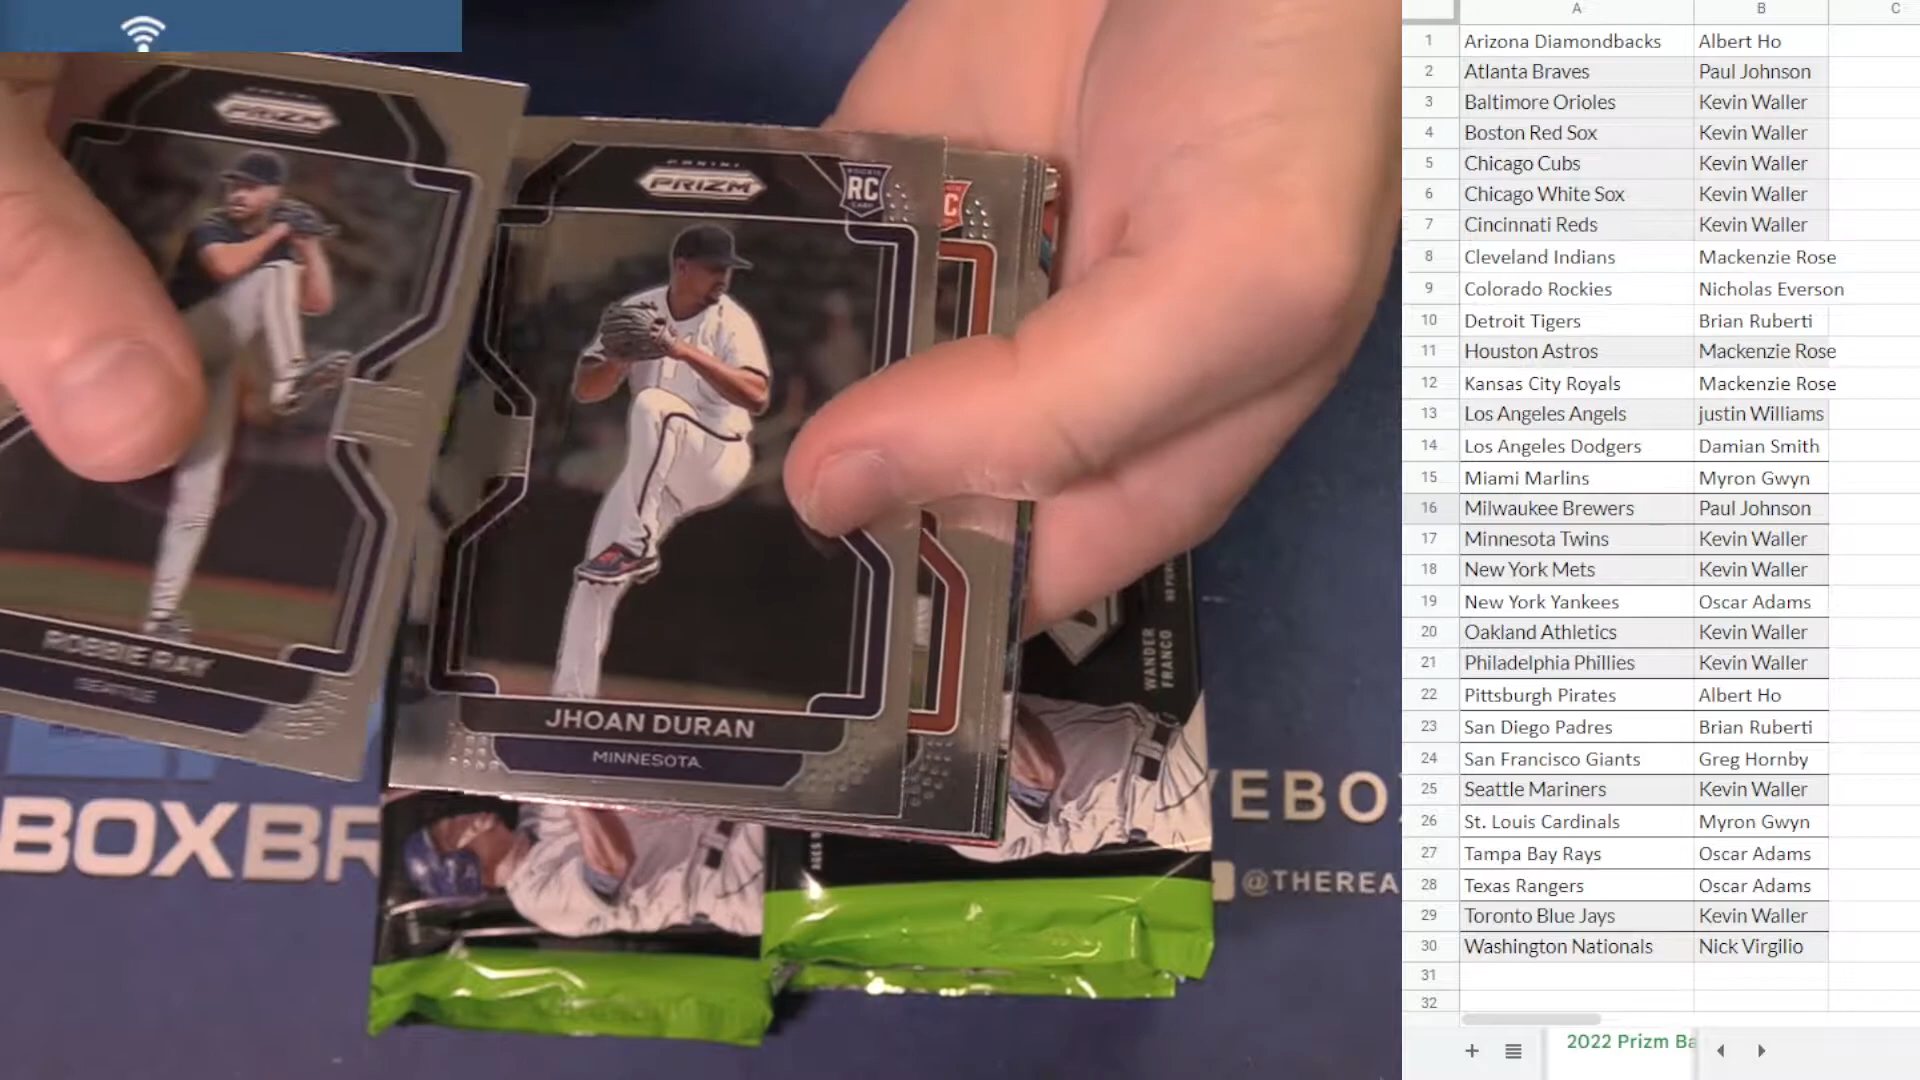 PRIZM
PANINI
PRIZM
ROOKIE
RC
CARD
C
ROBBIE RAY
SEATTLE
JHOAN DURAN
MINNESOTA
WANDER
FRANCO
BOXBR
EBO
@THEREA
A B C
1 Arizona Diamondbacks Albert Ho
2 Atlanta Braves Paul Johnson
3 Baltimore Orioles Kevin Waller
4 Boston Red Sox Kevin Waller
5 Chicago Cubs Kevin Waller
6 Chicago White Sox Kevin Waller
7 Cincinnati Reds Kevin Waller
8 Cleveland Indians Mackenzie Rose
9 Colorado Rockies Nicholas Everson
10 Detroit Tigers Brian Ruberti
11 Houston Astros Mackenzie Rose
12 Kansas City Royals Mackenzie Rose
13 Los Angeles Angels justin Williams
14 Los Angeles Dodgers Damian Smith
15 Miami Marlins Myron Gwyn
16 Milwaukee Brewers Paul Johnson
17 Minnesota Twins Kevin Waller
18 New York Mets Kevin Waller
19 New York Yankees Oscar Adams
20 Oakland Athletics Kevin Waller
21 Philadelphia Phillies Kevin Waller
22 Pittsburgh Pirates Albert Ho
23 San Diego Padres Brian Ruberti
24 San Francisco Giants Greg Hornby
25 Seattle Mariners Kevin Waller
26 St. Louis Cardinals Myron Gwyn
27 Tampa Bay Rays Oscar Adams
28 Texas Rangers Oscar Adams
29 Toronto Blue Jays Kevin Waller
30 Washington Nationals Nick Virgilio
31
32
2022 Prizm Ba